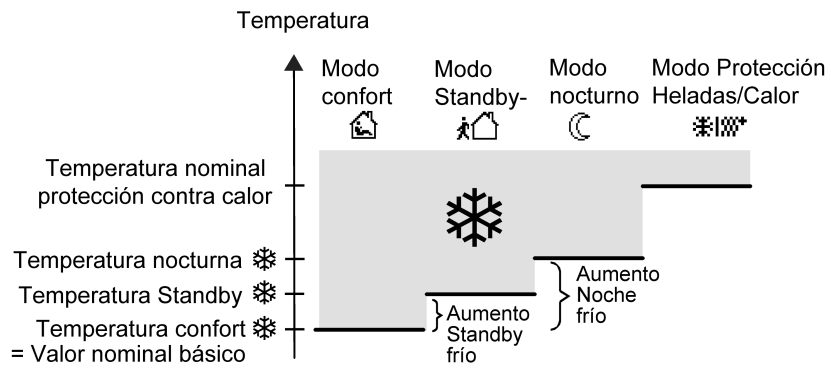 Temperatura
Modo
confort
Modo
Standby-
Modo
nocturno
Modo Protección
Heladas/Calor
Temperatura nominal
protección contra calor
Temperatura nocturna
Temperatura Standby
Temperatura confort
= Valor nominal básico
Aumento
Standby
frío
Aumento
Noche
frío